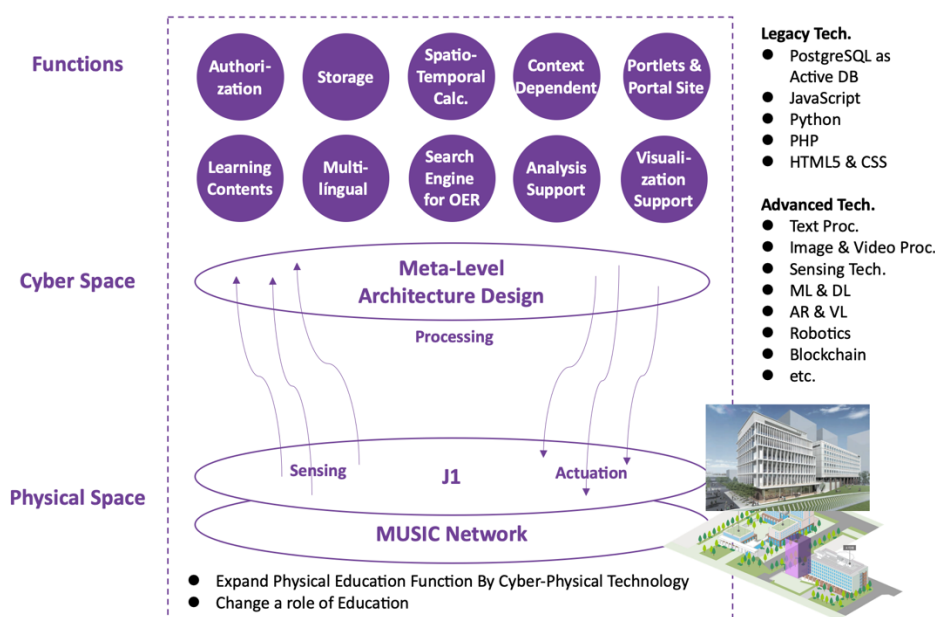 Functions
Authori-
zation
Storage
Spatio-
Temporal
Calc.
Context
Dependent
Portlets &
Portal Site
Learning
Contents
Multi-
língual
Search
Engine
for OER
Analysis
Support
Visuali-
zation
Support
Cyber Space
Meta-Level
Architecture Design
Processing
Sensing
J1
Actuation
Physical Space
MUSIC Network
● Expand Physical Education Function By Cyber-Physical Technology
● Change a role of Education
Legacy Tech.
● PostgreSQL as
Active DB
● JavaScript
● Python
● PHP
● HTML5 & CSS
Advanced Tech.
● Text Proc.
● Image & Video Proc.
● Sensing Tech.
● ML & DL
● AR & VL
● Robotics
● Blockchain
● etc.